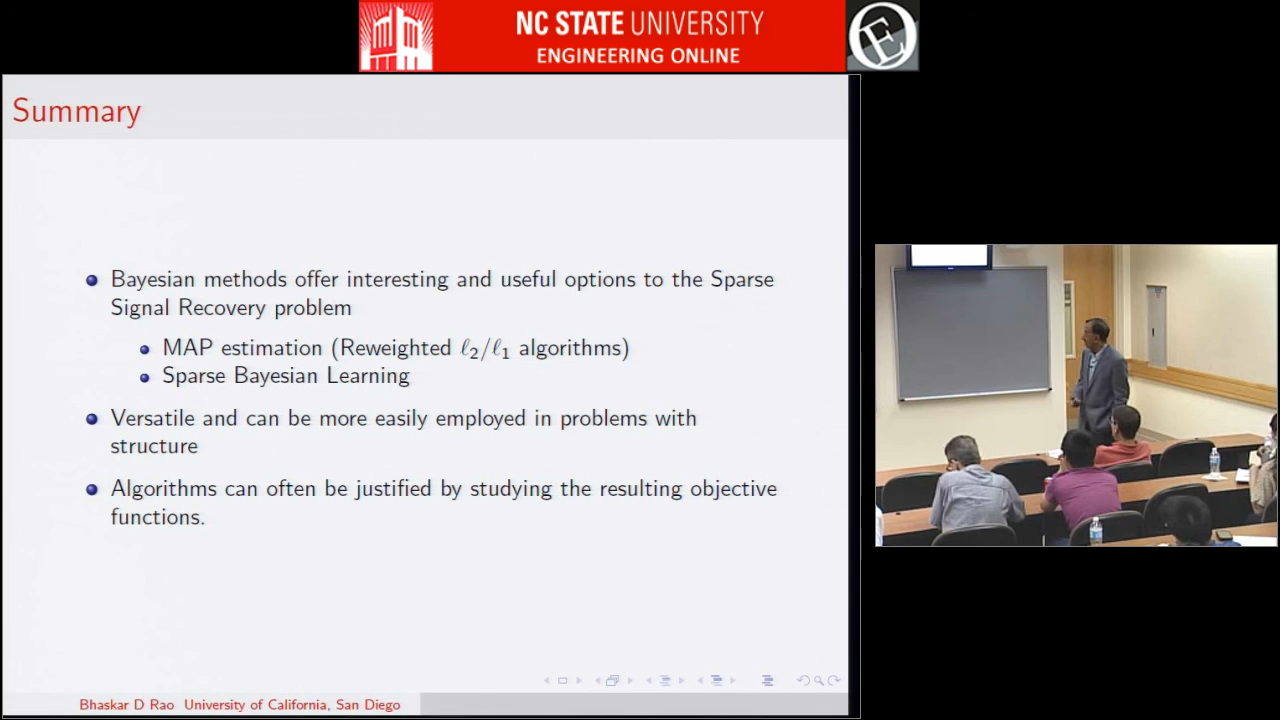 NC STATE UNIVERSITY
ENGINEERING ONLINE
Summary
Bayesian methods offer interesting and useful options to the Sparse
Signal Recovery problem
MAP estimation (Reweighted ℓ2/ℓ1 algorithms)
Sparse Bayesian Learning
Versatile and can be more easily employed in problems with
structure
Algorithms can often be justified by studying the resulting objective
functions.
Bhaskar D Rao University of California, San Diego